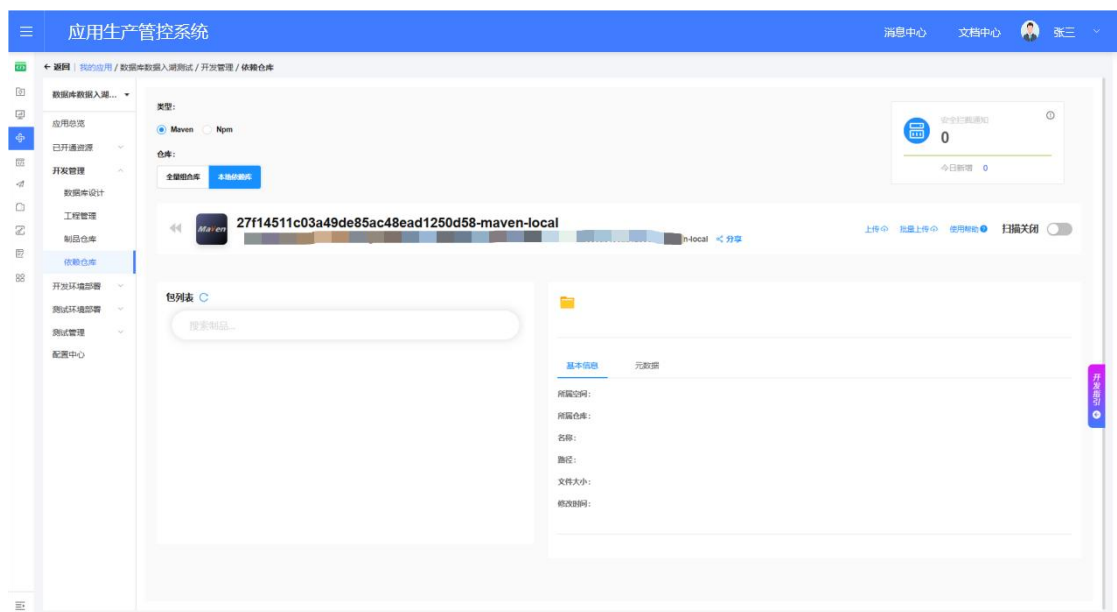 应用生产管控系统
消息中心
文档中心
张三
← 返回 | 我的应用 / 数据库数据入湖测试 / 开发管理 / 依赖仓库
数据库数据入湖...
应用总览
已开通资源
开发管理
数据库设计
工程管理
制品仓库
依赖仓库
开发环境部署
测试环境部署
测试管理
配置中心
类型:
Maven
Npm
仓库:
全量组合库
本地依赖库
安全拦截通知
0
今日新增 0
Maven
27f14511c03a49de85ac48ead1250d58-maven-local
n-local
分享
上传
批量上传
使用帮助
扫描关闭
包列表
搜索制品...
基本信息
元数据
所属空间:
所属仓库:
名称:
路径:
文件大小:
修改时间:
开发指引